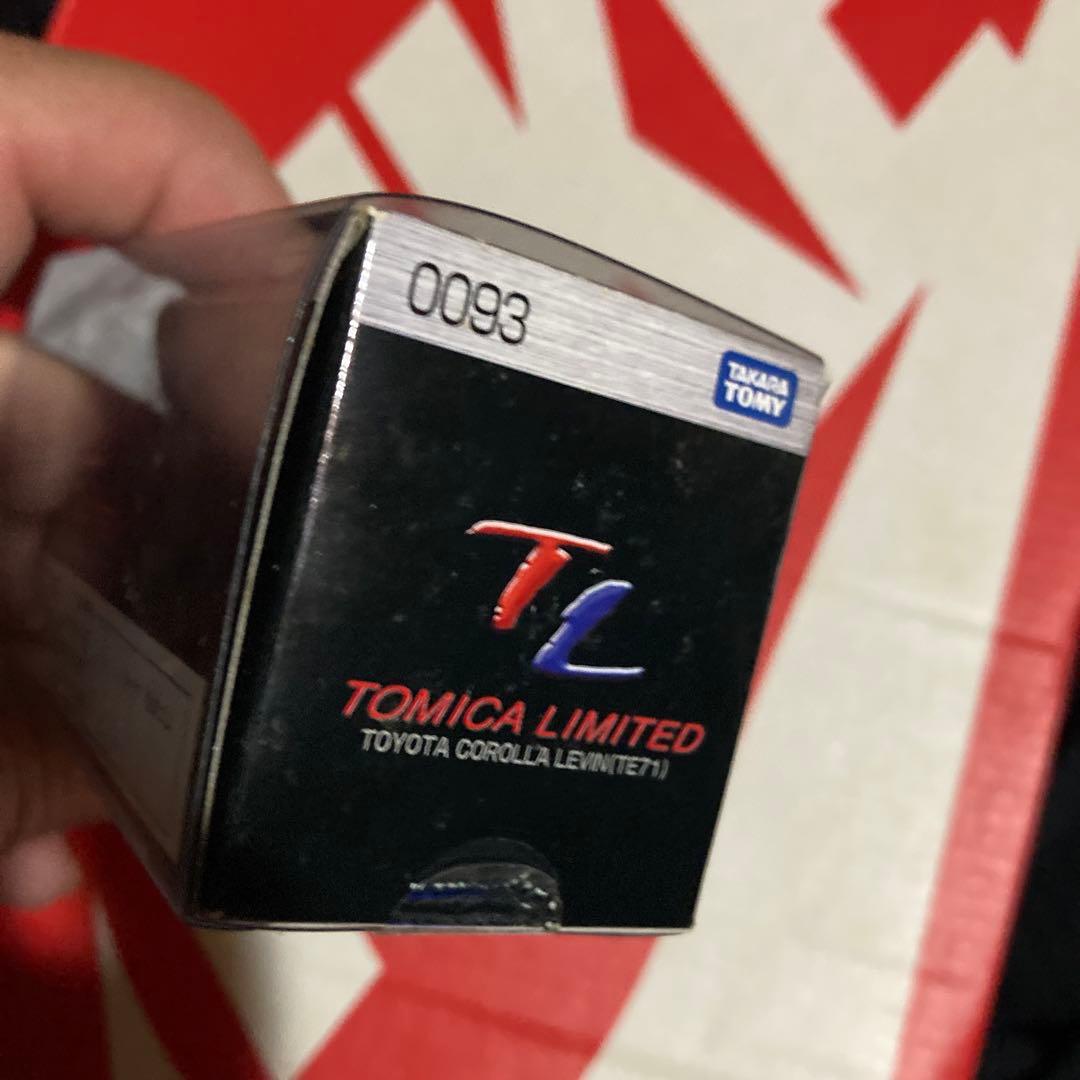 0093
TAKARA
TOMY
TL
TOMICA LIMITED
TOYOTA COROLLA LEVIN(TE71)